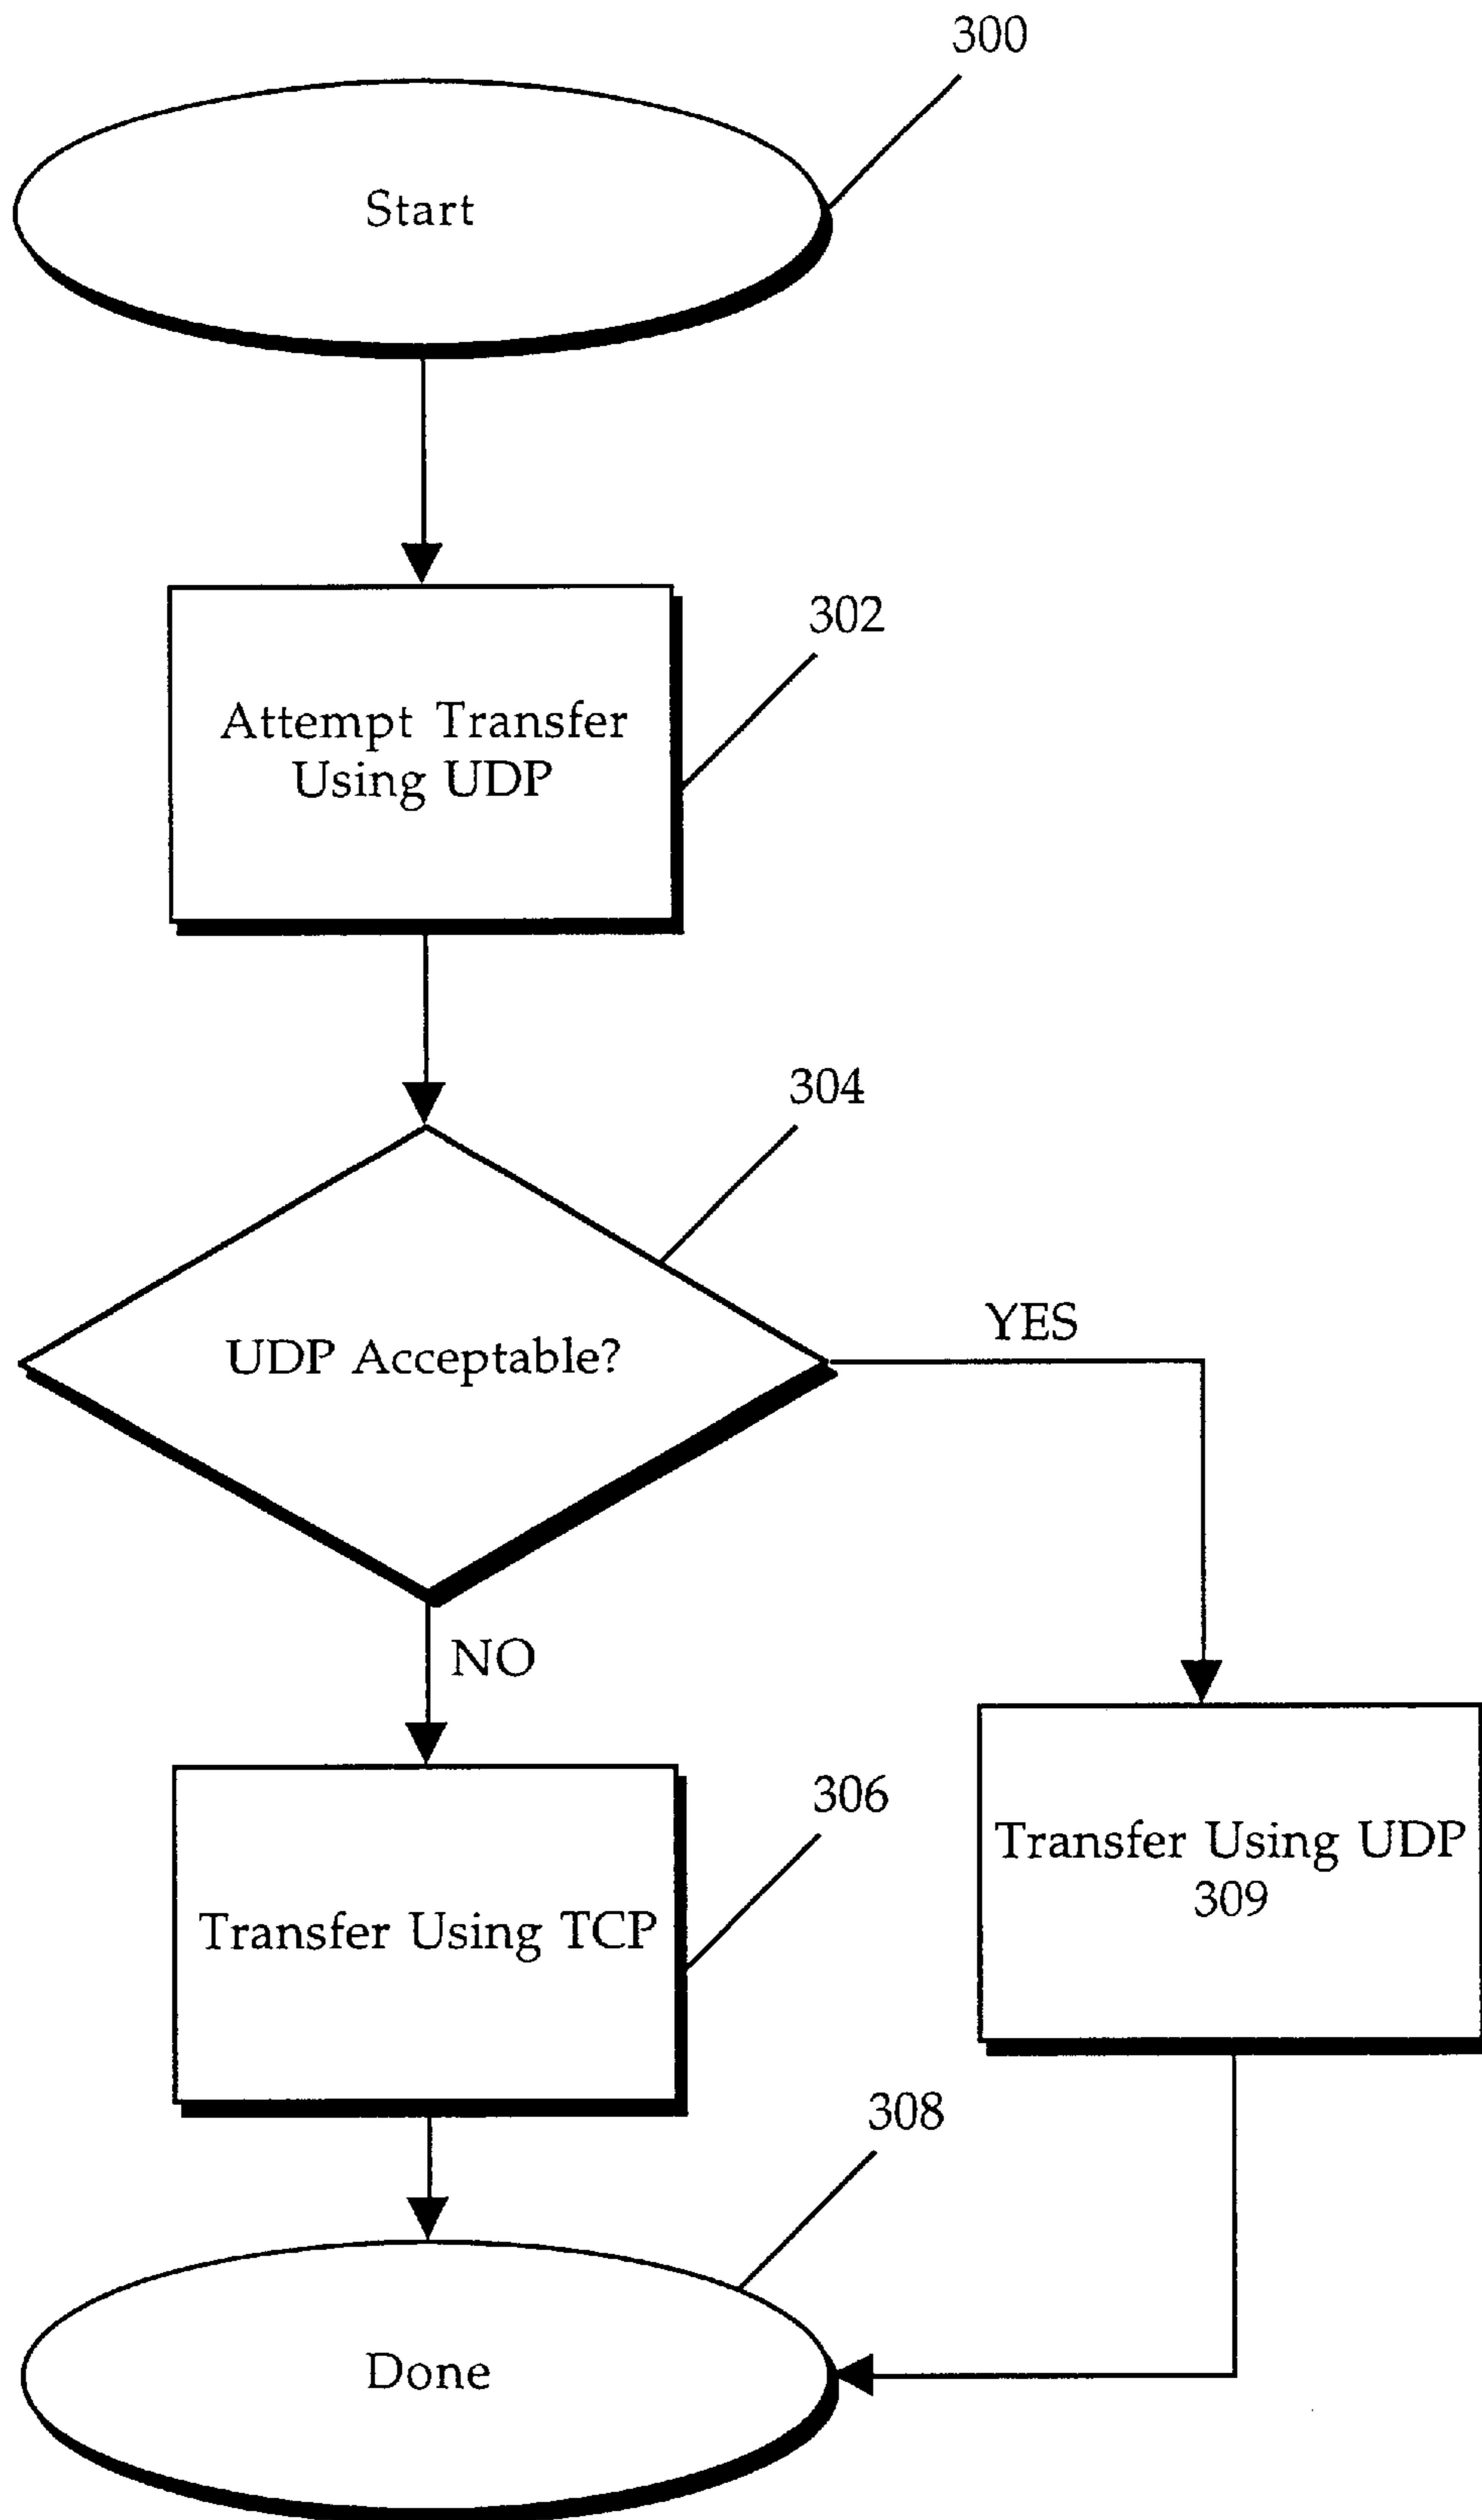 300
Start
302
Attempt Transfer
Using UDP
304
UDP Acceptable?
YES
NO
306
Transfer Using UDP
309
Transfer Using TCP
308
Done